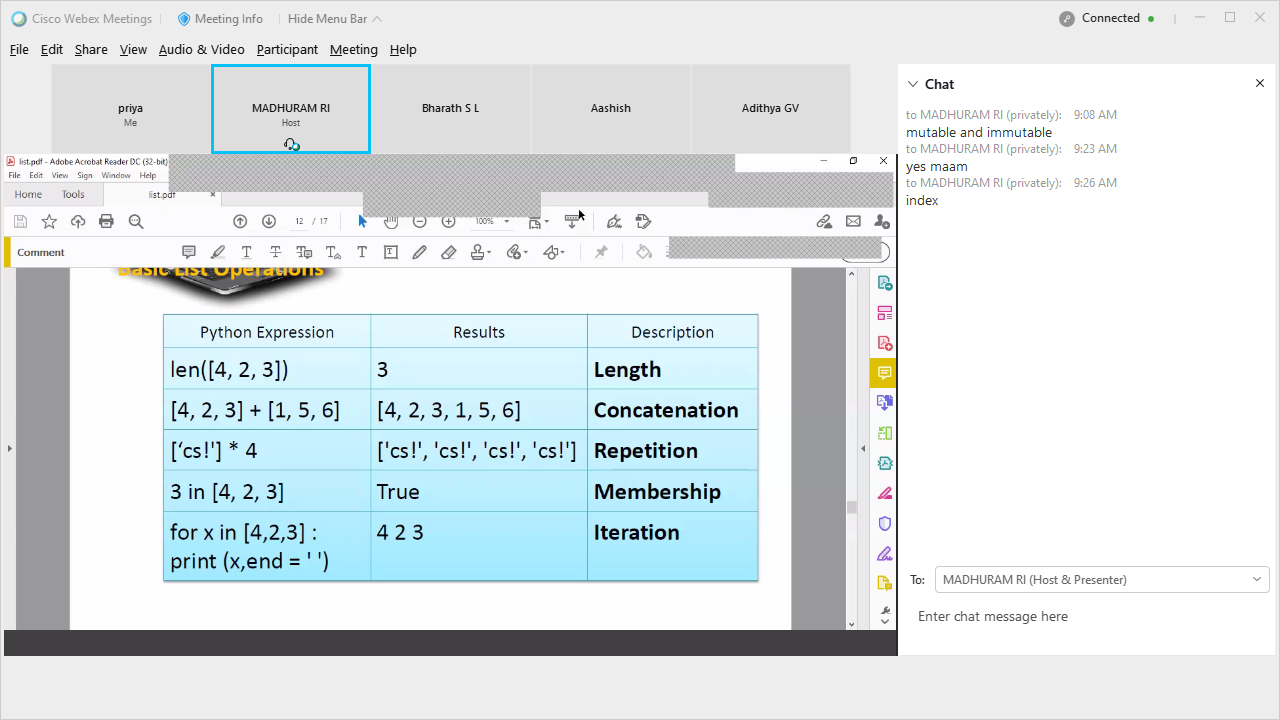 Cisco Webex Meetings
Meeting Info
Hide Menu Bar
Connected
File Edit Share View Audio & Video Participant Meeting Help
priya
Me
MADHURAM RI
Host
Bharath S L
Aashish
Adithya GV
list.pdf - Adobe Acrobat Reader DC (32-bit)
File Edit View Sign Window Help
Home Tools list.pdf ×
12 / 17
100%
Comment
Basic List Operations
Python Expression Results Description
len([4, 2, 3]) 3 Length
[4, 2, 3] + [1, 5, 6] [4, 2, 3, 1, 5, 6] Concatenation
[‘cs!'] * 4 ['cs!', 'cs!', 'cs!', 'cs!'] Repetition
3 in [4, 2, 3] True Membership
for x in [4,2,3] : 4 2 3 Iteration
print (x,end = ' ')
Chat
to MADHURAM RI (privately): 9:08 AM
mutable and immutable
to MADHURAM RI (privately): 9:23 AM
yes maam
to MADHURAM RI (privately): 9:26 AM
index
To: MADHURAM RI (Host & Presenter)
Enter chat message here